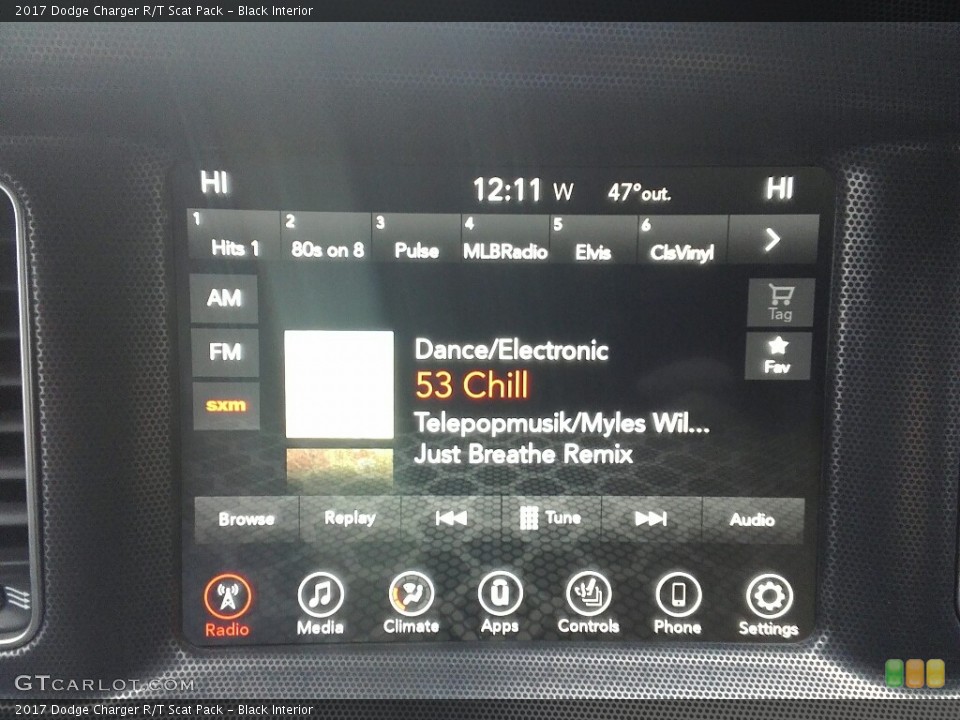 2017 Dodge Charger R/T Scat Pack - Black Interior
HI 12:11 W 47°out. HI
1 Hits 1 2 80s on 8 3 Pulse 4 MLBRadio 5 Elvis 6 ClsVinyl
AM
Tag
FM
Fav
sxm
Dance/Electronic
53 Chill
Telepopmusik/Myles Wil...
Just Breathe Remix
Browse Replay Tune Audio
Radio Media Climate Apps Controls Phone Settings
GTCARLOT.COM
2017 Dodge Charger R/T Scat Pack - Black Interior